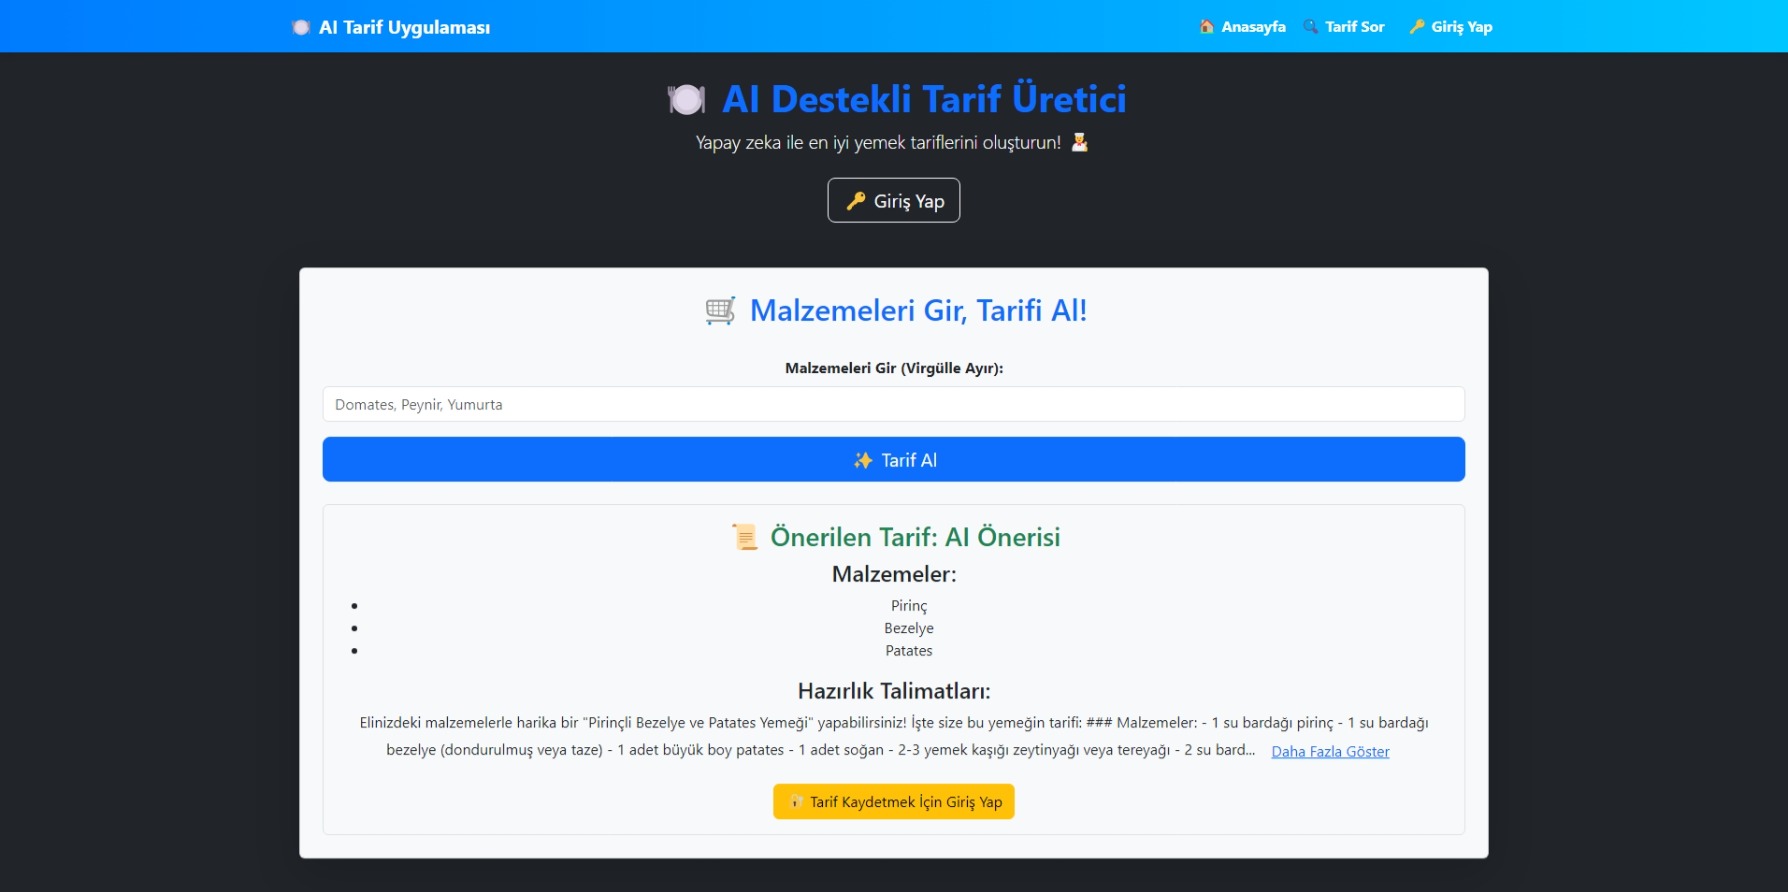 AI Tarif Uygulaması
Anasayfa
Tarif Sor
Giriş Yap
AI Destekli Tarif Üretici
Yapay zeka ile en iyi yemek tariflerini oluşturun!
Giriş Yap
Malzemeleri Gir, Tarifi Al!
Malzemeleri Gir (Virgülle Ayır):
Domates, Peynir, Yumurta
Tarif Al
Önerilen Tarif: AI Önerisi
Malzemeler:
Pirinç
Bezelye
Patates
Hazırlık Talimatları:
Elinizdeki malzemelerle harika bir "Pirinçli Bezelye ve Patates Yemeği" yapabilirsiniz! İşte size bu yemeğin tarifi: ### Malzemeler: - 1 su bardağı pirinç - 1 su bardağı
bezelye (dondurulmuş veya taze) - 1 adet büyük boy patates - 1 adet soğan - 2-3 yemek kaşığı zeytinyağı veya tereyağı - 2 su bard... Daha Fazla Göster
Tarif Kaydetmek İçin Giriş Yap